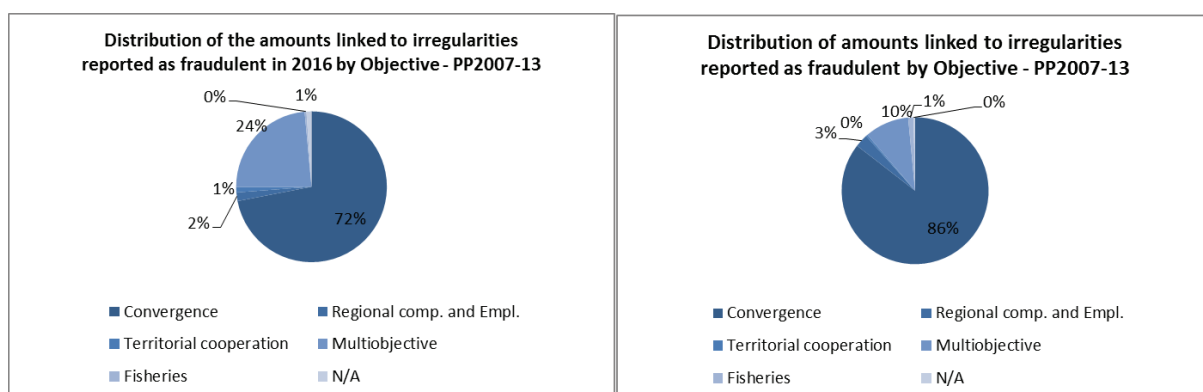 Distribution of the amounts linked to irregularities
reported as fraudulent in 2016 by Objective - PP2007-13
0%
1%
24%
1%
2%
72%
Convergence
Regional comp. and Empl.
Territorial cooperation
Multiobjective
Fisheries
N/A
Distribution of amounts linked to irregularities
reported as fraudulent by Objective - PP2007-13
3%
0%
10%
1%
0%
86%
Convergence
Regional comp. and Empl.
Territorial cooperation
Multiobjective
Fisheries
N/A